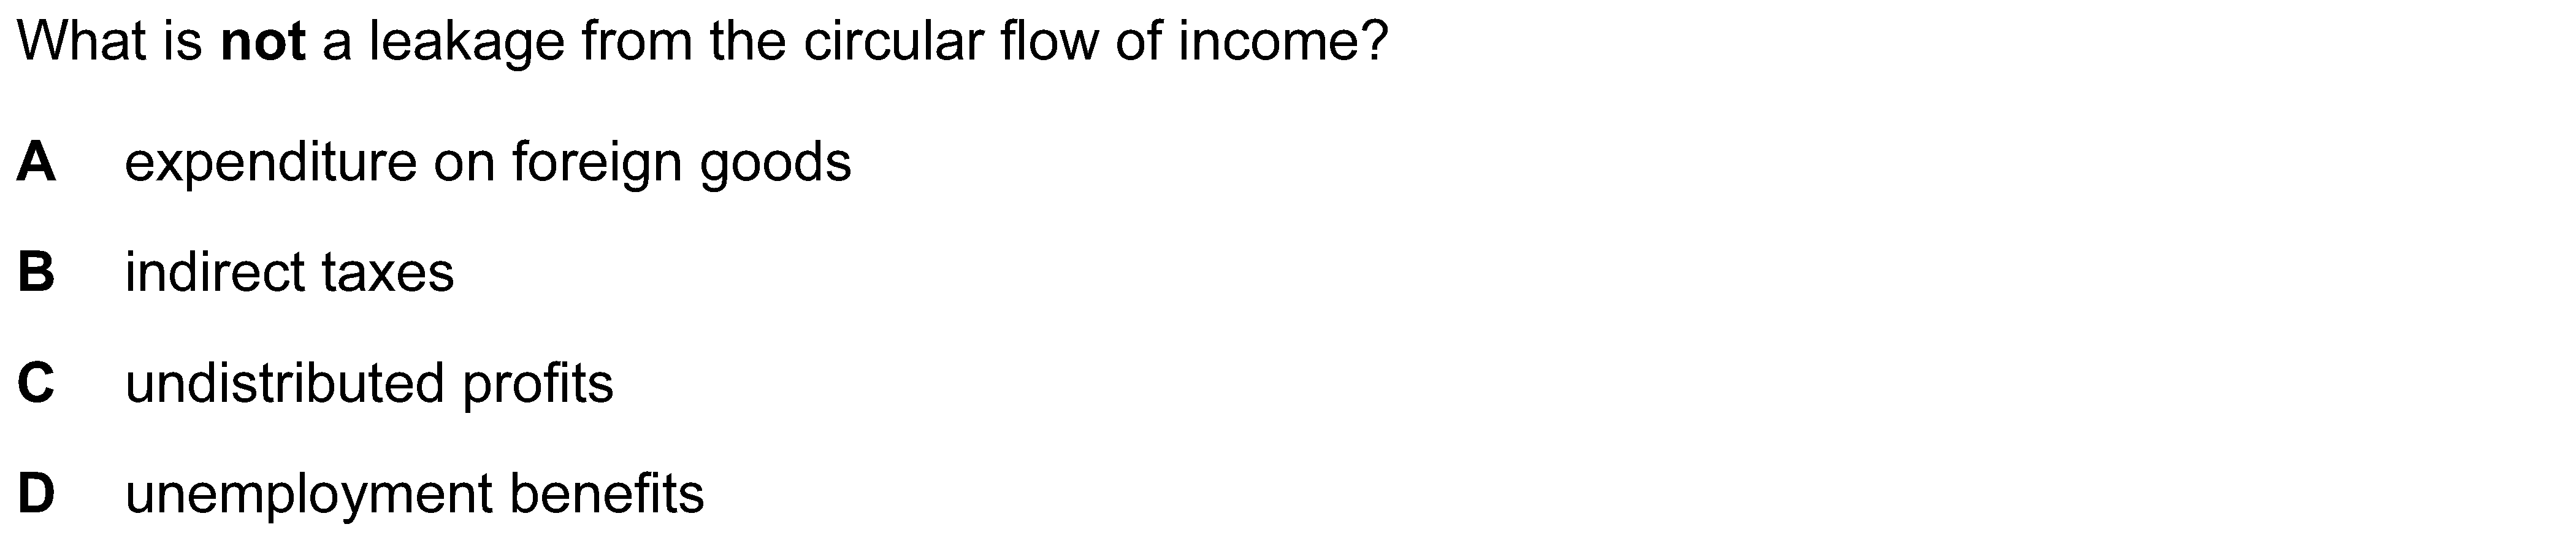 What is not a leakage from the circular flow of income?
A expenditure on foreign goods
B indirect taxes
C undistributed profits
D unemployment benefits